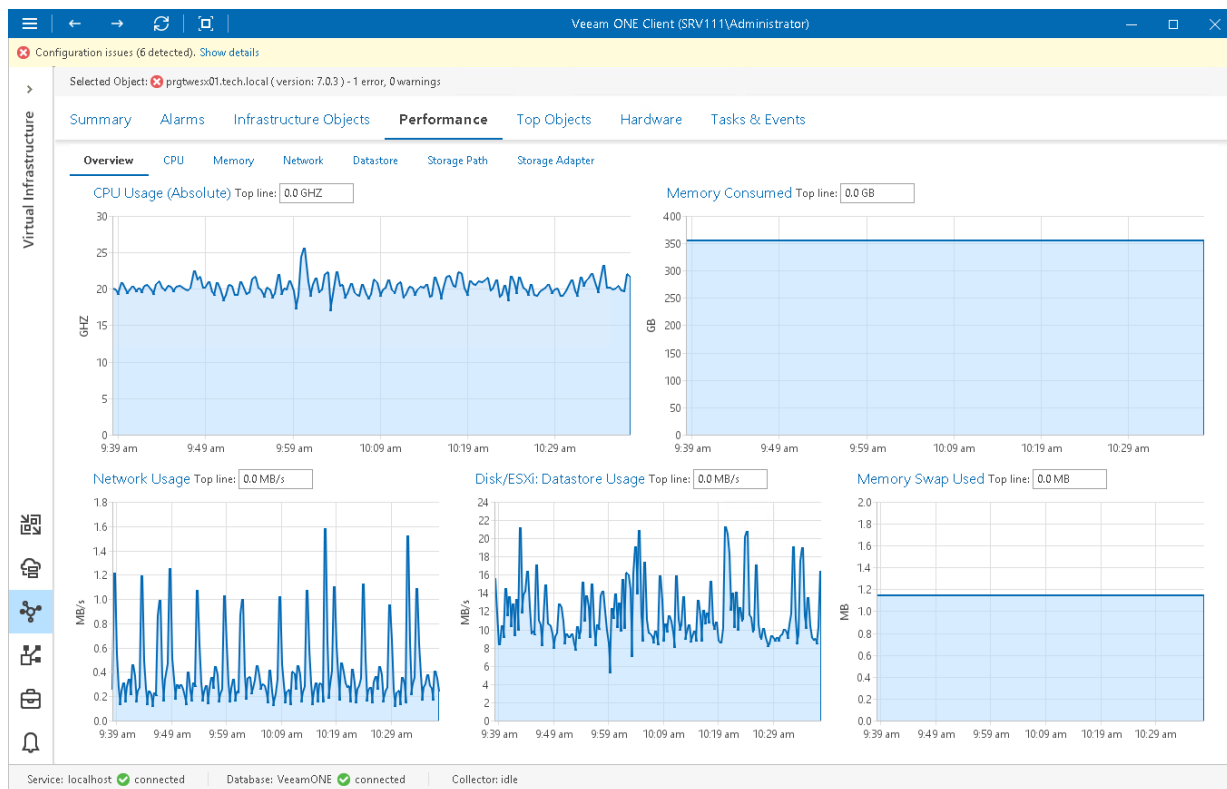 Veeam ONE Client (SRV111\Administrator)
Configuration issues (6 detected). Show details
Selected Object: prgtwesx01.tech.local ( version: 7.0.3 ) - 1 error, 0 warnings
Virtual Infrastructure
Summary Alarms Infrastructure Objects Performance Top Objects Hardware Tasks & Events
Overview CPU Memory Network Datastore Storage Path Storage Adapter
CPU Usage (Absolute) Top line: 0.0 GHZ
30
25
20
15
10
5
0
GHZ
9:39 am 9:49 am 9:59 am 10:09 am 10:19 am 10:29 am
Memory Consumed Top line: 0.0 GB
400
350
300
250
200
150
100
50
0
GB
9:39 am 9:49 am 9:59 am 10:09 am 10:19 am 10:29 am
Network Usage Top line: 0.0 MB/s
1.8
1.6
1.4
1.2
1.0
0.8
0.6
0.4
0.2
0.0
MB/s
9:39 am 9:49 am 9:59 am 10:09 am 10:19 am 10:29 am
Disk/ESXi: Datastore Usage Top line: 0.0 MB/s
24
22
20
18
16
14
12
10
8
6
4
2
0
MB/s
9:39 am 9:49 am 9:59 am 10:09 am 10:19 am 10:29 am
Memory Swap Used Top line: 0.0 MB
2.0
1.8
1.6
1.4
1.2
1.0
0.8
0.6
0.4
0.2
0.0
MB
9:39 am 9:49 am 9:59 am 10:09 am 10:19 am 10:29 am
Service: localhost connected Database: VeeamONE connected Collector: idle